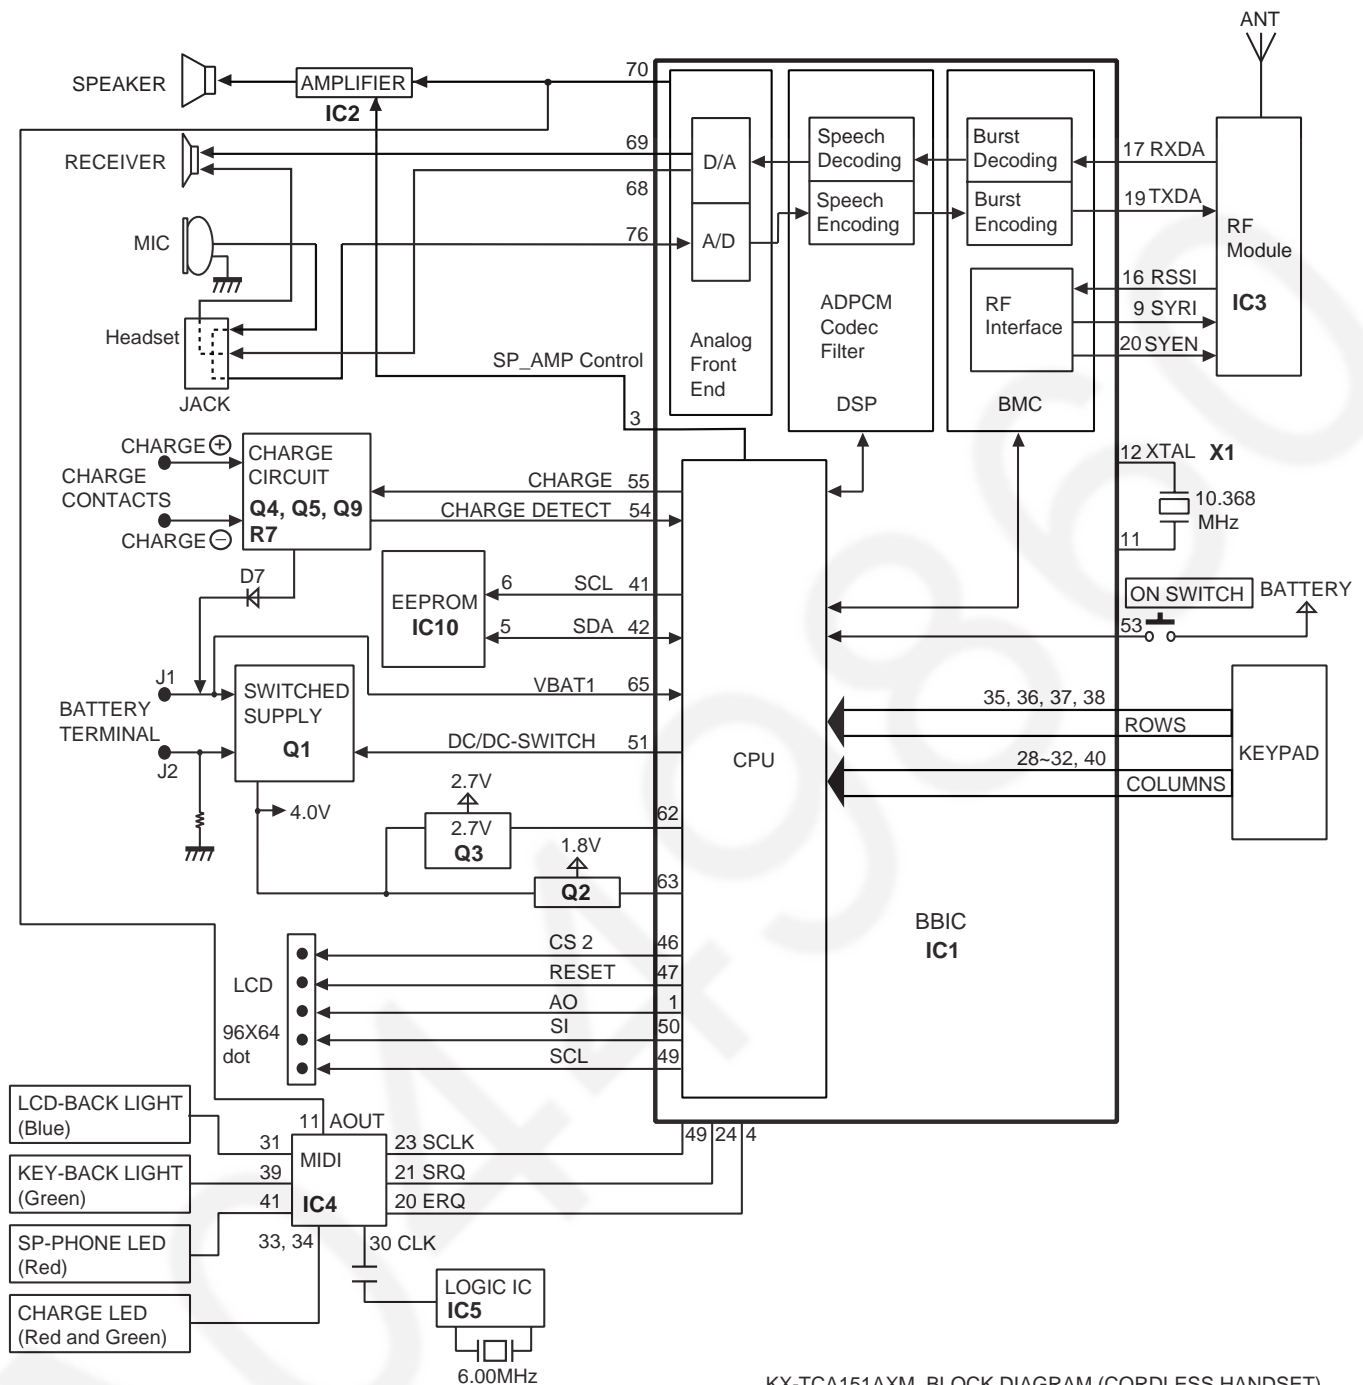 ANT
SPEAKER
AMPLIFIER
IC2
70
RECEIVER
69
D/A
Speech
Decoding
Burst
Decoding
17 RXDA
68
Speech
Encoding
Burst
Encoding
19 TXDA
MIC
76
A/D
RF
Module
IC3
RF
Interface
16 RSSI
9 SYRI
20 SYEN
Headset
JACK
SP_AMP Control
Analog
Front
End
ADPCM
Codec
Filter
DSP
BMC
3
CHARGE +
CHARGE
CONTACTS
CHARGE −
CHARGE
CIRCUIT
Q4, Q5, Q9
R7
CHARGE 55
CHARGE DETECT 54
12 XTAL X1
10.368
MHz
11
D7
EEPROM
IC10
6 SCL 41
5 SDA 42
ON SWITCH
BATTERY
53
J1
BATTERY
TERMINAL
J2
SWITCHED
SUPPLY
Q1
VBAT1 65
DC/DC-SWITCH 51
CPU
35, 36, 37, 38
ROWS
28~32, 40
COLUMNS
KEYPAD
4.0V
2.7V
2.7V
Q3
62
1.8V
Q2
63
BBIC
IC1
LCD
96X64
dot
CS 2 46
RESET 47
AO 1
SI 50
SCL 49
LCD-BACK LIGHT
(Blue)
KEY-BACK LIGHT
(Green)
SP-PHONE LED
(Red)
CHARGE LED
(Red and Green)
11 AOUT
31
39
41
33, 34
MIDI
IC4
23 SCLK
21 SRQ
20 ERQ
30 CLK
49 24 4
LOGIC IC
IC5
6.00MHz
KX-TCA151AXM BLOCK DIAGRAM (CORDLESS HANDSET)